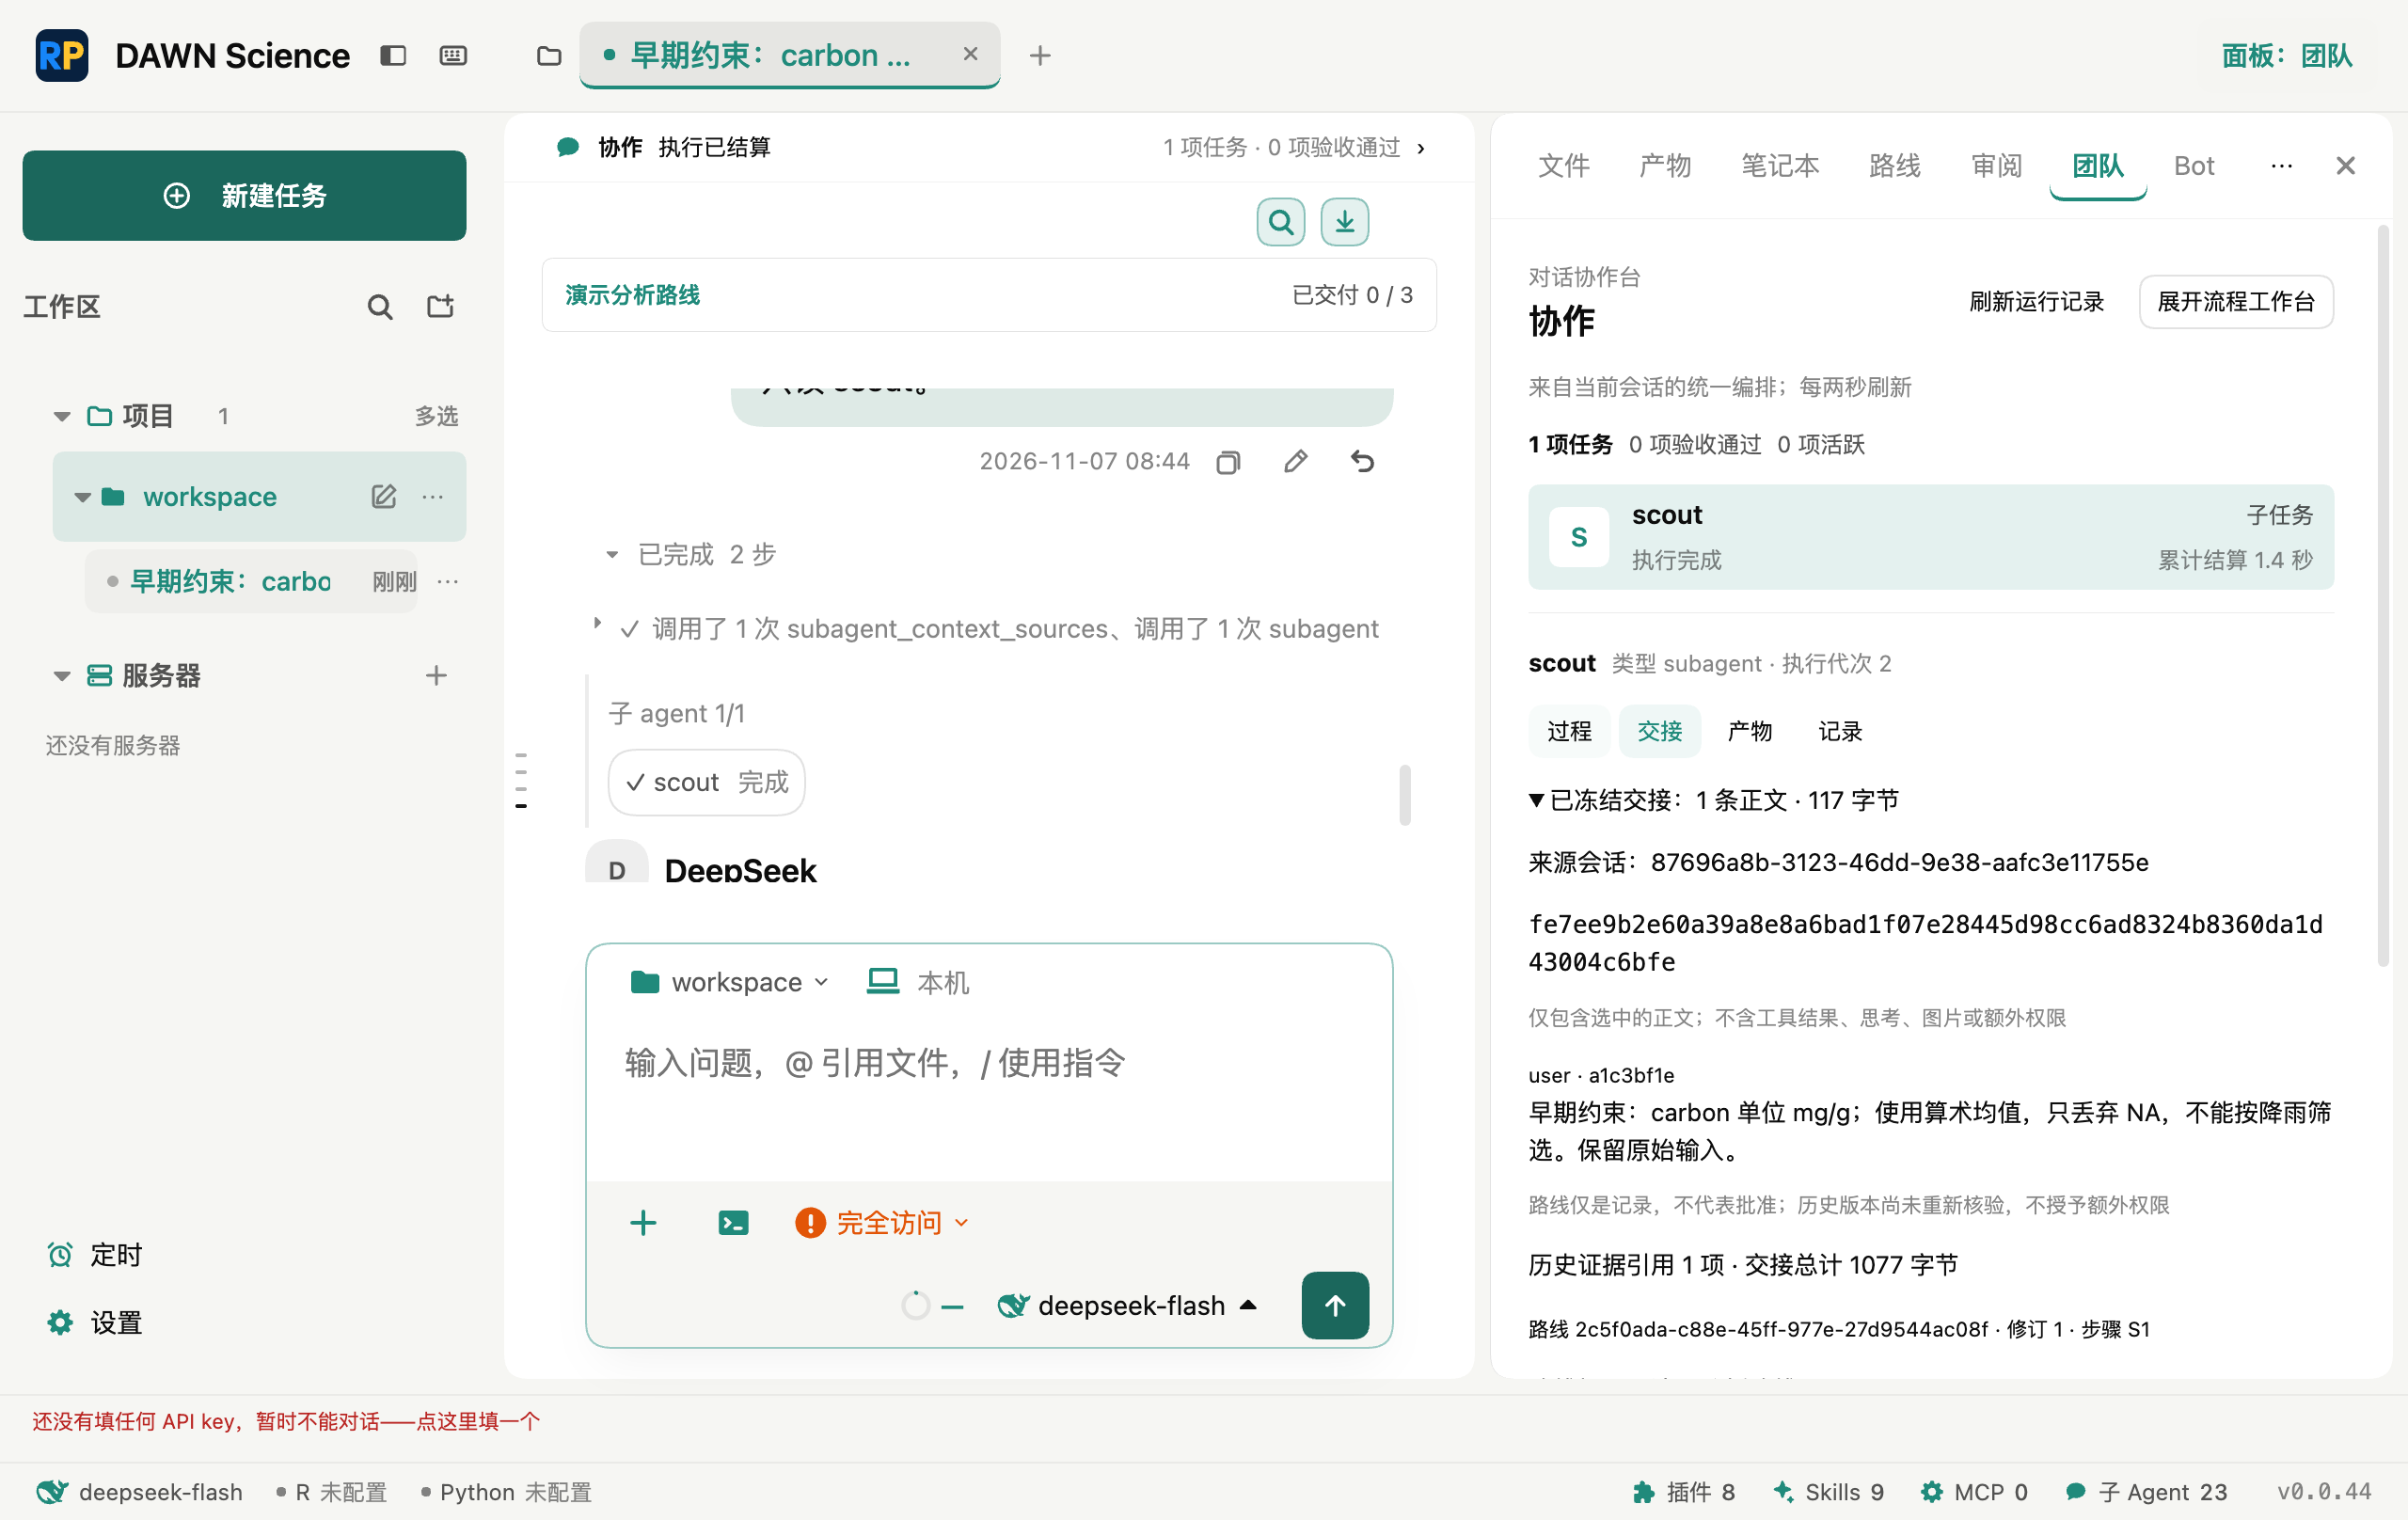 RP
DAWN Science
早期约束：carbon ...
面板：团队
新建任务
工作区
项目 1 多选
workspace
早期约束：carbo 刚刚
服务器
还没有服务器
定时
设置
协作 执行已结算
1 项任务 · 0 项验收通过
演示分析路线
已交付 0 / 3
2026-11-07 08:44
已完成 2 步
调用了 1 次 subagent_context_sources、调用了 1 次 subagent
子 agent 1/1
scout 完成
D DeepSeek
workspace 本机
输入问题，@ 引用文件，/ 使用指令
完全访问
deepseek-flash
文件 产物 笔记本 路线 审阅 团队 Bot ...
对话协作台
协作
刷新运行记录
展开流程工作台
来自当前会话的统一编排；每两秒刷新
1 项任务 0 项验收通过 0 项活跃
S
scout
子任务
执行完成
累计结算 1.4 秒
scout 类型 subagent · 执行代次 2
过程 交接 产物 记录
已冻结交接：1 条正文 · 117 字节
来源会话：87696a8b-3123-46dd-9e38-aafc3e11755e
fe7ee9b2e60a39a8e8a6bad1f07e28445d98cc6ad8324b8360da1d
43004c6bfe
仅包含选中的正文；不含工具结果、思考、图片或额外权限
user · a1c3bf1e
早期约束：carbon 单位 mg/g；使用算术均值，只丢弃 NA，不能按降雨筛
选。保留原始输入。
路线仅是记录，不代表批准；历史版本尚未重新核验，不授予额外权限
历史证据引用 1 项 · 交接总计 1077 字节
路线 2c5f0ada-c88e-45ff-977e-27d9544ac08f · 修订 1 · 步骤 S1
还没有填任何 API key，暂时不能对话——点这里填一个
deepseek-flash
R 未配置
Python 未配置
插件 8
Skills 9
MCP 0
子 Agent 23
v0.0.44